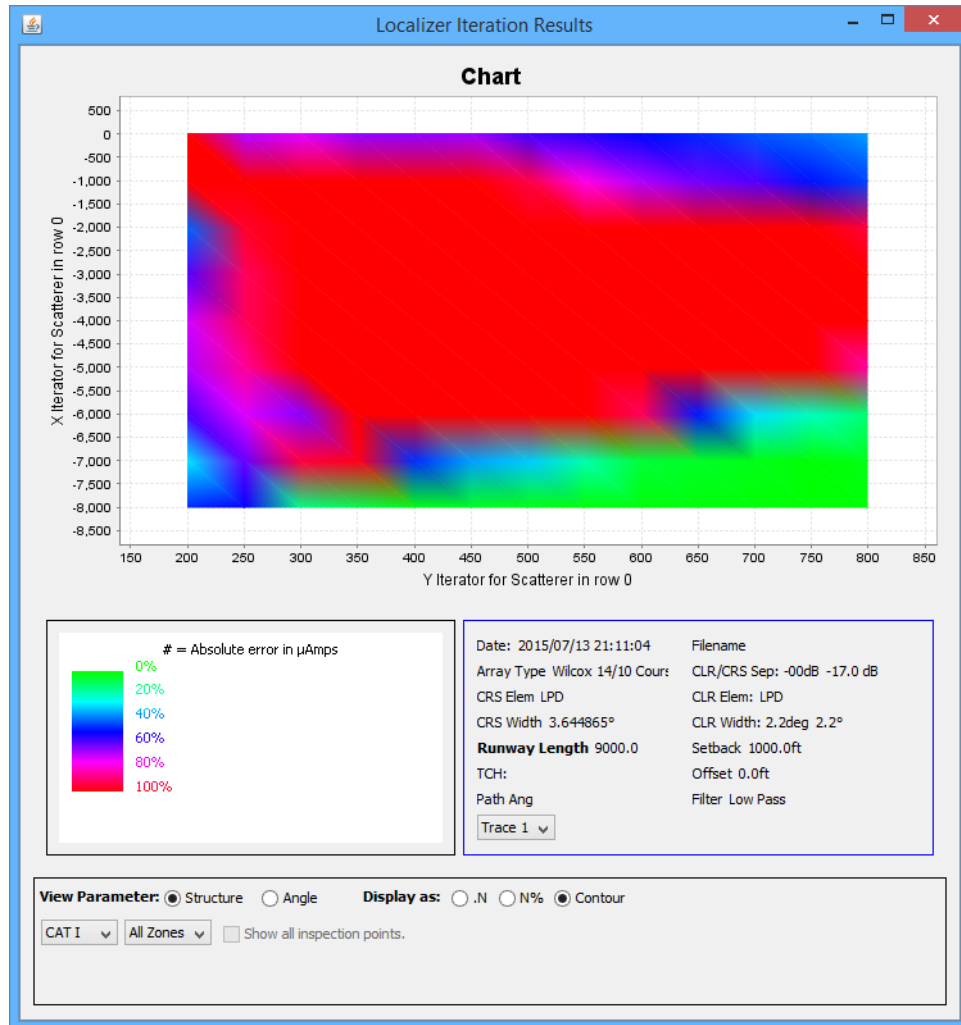 Localizer Iteration Results
Chart
500
0
-500
-1,000
-1,500
-2,000
-2,500
-3,000
-3,500
-4,000
-4,500
-5,000
-5,500
-6,000
-6,500
-7,000
-7,500
-8,000
-8,500
X Iterator for Scatterer in row 0
150 200 250 300 350 400 450 500 550 600 650 700 750 800 850
Y Iterator for Scatterer in row 0
# = Absolute error in µAmps
0%
20%
40%
60%
80%
100%
Date: 2015/07/13 21:11:04 Filename
Array Type Wilcox 14/10 Cours CLR/CRS Sep: -00dB -17.0 dB
CRS Elem LPD CLR Elem: LPD
CRS Width 3.644865° CLR Width: 2.2deg 2.2°
Runway Length 9000.0 Setback 1000.0ft
TCH: Offset 0.0ft
Path Ang Filter Low Pass
Trace 1
View Parameter: Structure Angle Display as: .N N% Contour
CAT I All Zones Show all inspection points.